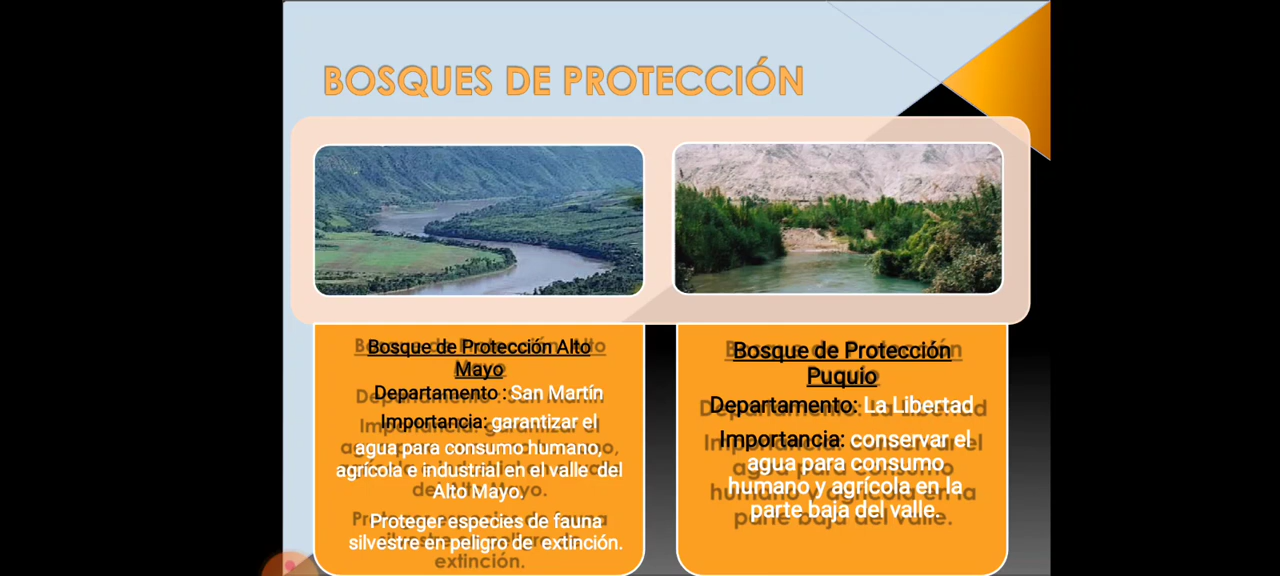 BOSQUES DE PROTECCIÓN
Bosque de Protección Alto
Mayo
Departamento : San Martín
Importancia: garantizar el
agua para consumo humano,
agrícola e industrial en el valle del
Alto Mayo.
Proteger especies de fauna
silvestre en peligro de extinción.
Bosque de Protección
Puquio
Departamento: La Libertad
Importancia: conservar el
agua para consumo
humano y agrícola en la
parte baja del valle.